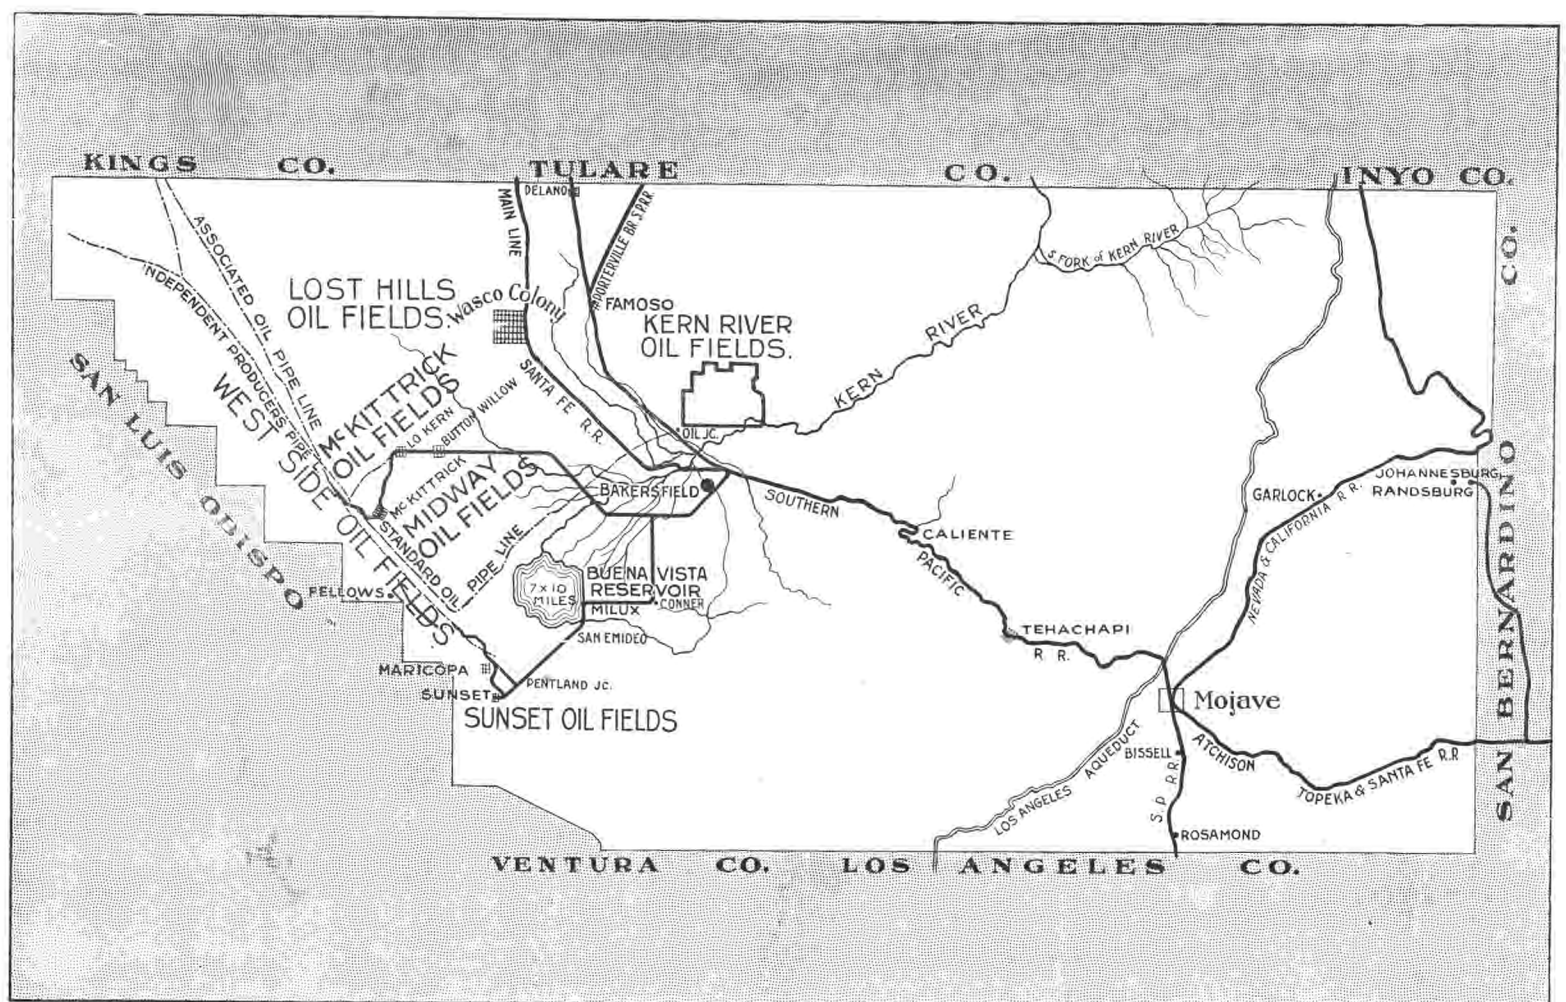 KINGS CO. TULARE CO. INYO CO.
SAN BERNARDINO CO.
SAN LUIS OBISPO
VENTURA CO. LOS ANGELES CO.
DELANO
MAIN LINE
PORTERVILLE BR. S.P.R.R.
ASSOCIATED OIL PIPE LINE
INDEPENDENT PRODUCERS PIPE L
S. FORK of KERN RIVER
LOST HILLS
OIL FIELDS.
Wasco Colony
FAMOSO
KERN RIVER
OIL FIELDS.
KERN RIVER
SANTA FE R.R.
WEST SIDE OIL FIELDS
McKITTRICK
OIL FIELDS
LO KERN
BUTTON WILLOW
OIL JC.
McKITTRICK
MIDWAY
OIL FIELDS
BAKERSFIELD
SOUTHERN
PACIFIC
R. R.
CALIENTE
TEHACHAPI
GARLOCK
JOHANNESBURG
RANDSBURG
NEVADA & CALIFORNIA R R.
STANDARD OIL
PIPE LINE
7 X 10
MILES
BUENA VISTA
RESERVOIR
MILUX
CONNER
SAN EMIDEO
FELLOWS
MARICOPA
SUNSET
PENTLAND JC.
SUNSET OIL FIELDS
Mojave
BISSELL
S.P. R.R.
ROSAMOND
LOS ANGELES AQUEDUCT
ATCHISON
TOPEKA & SANTA FE R.R